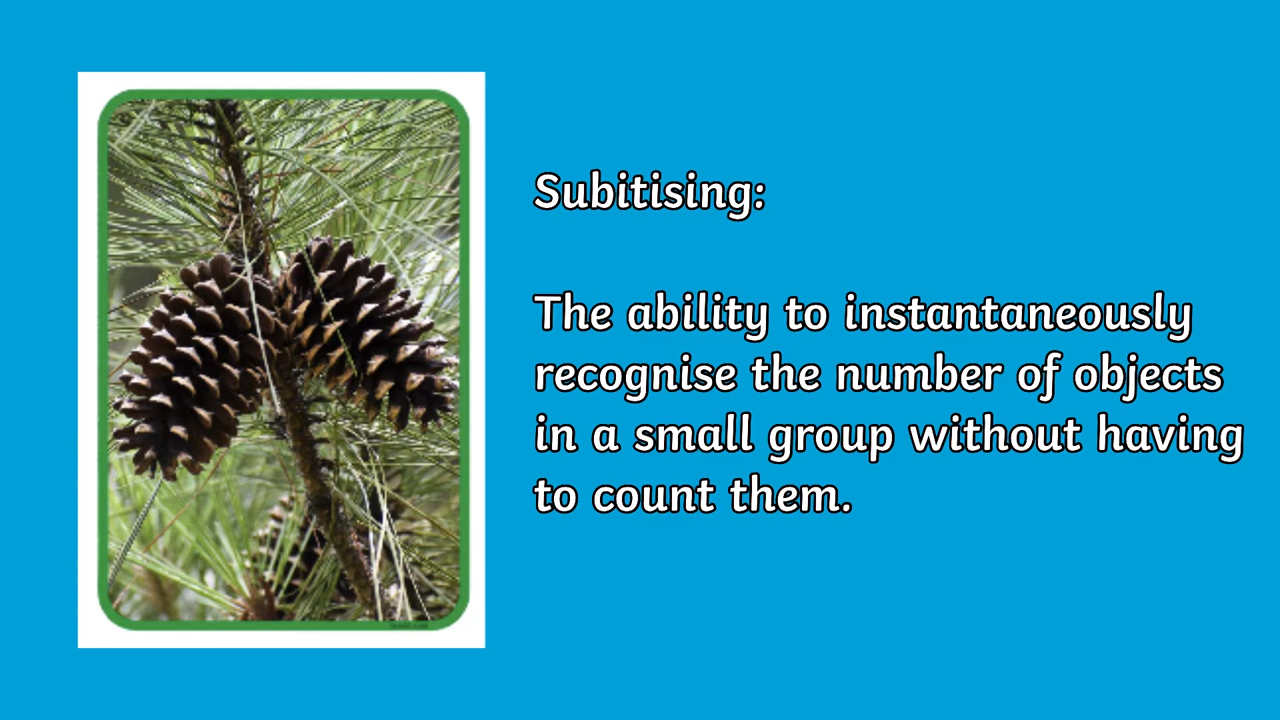 Subitising:
The ability to instantaneously
recognise the number of objects
in a small group without having
to count them.